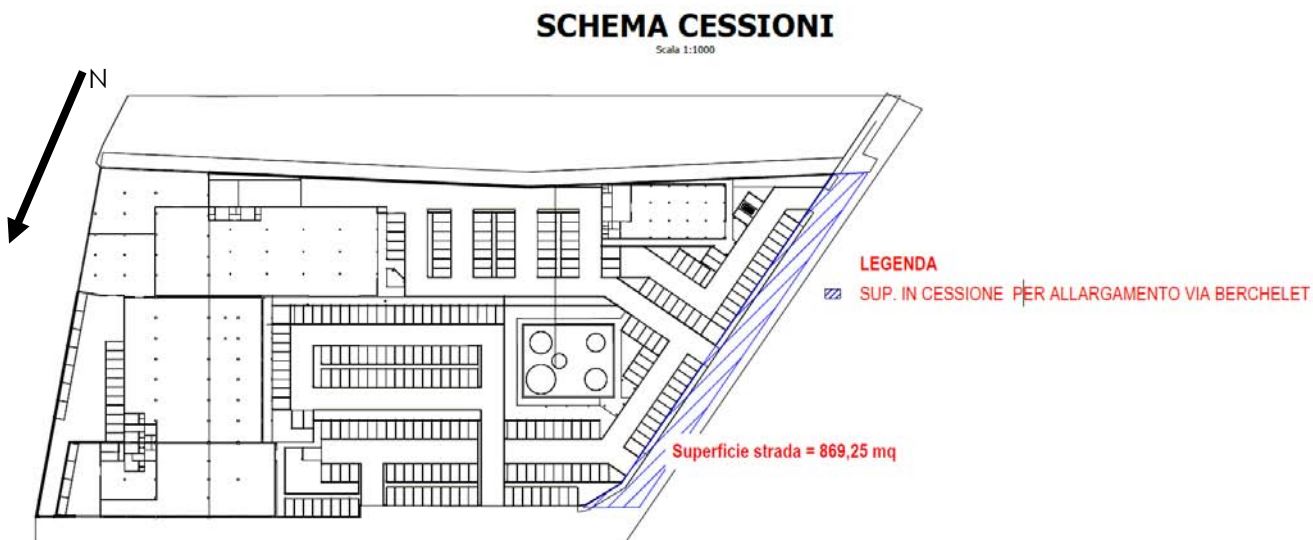 SCHEMA CESSIONI
Scala 1:1000
N
LEGENDA
SUP. IN CESSIONE PER ALLARGAMENTO VIA BERCHELET
Superficie strada = 869,25 mq